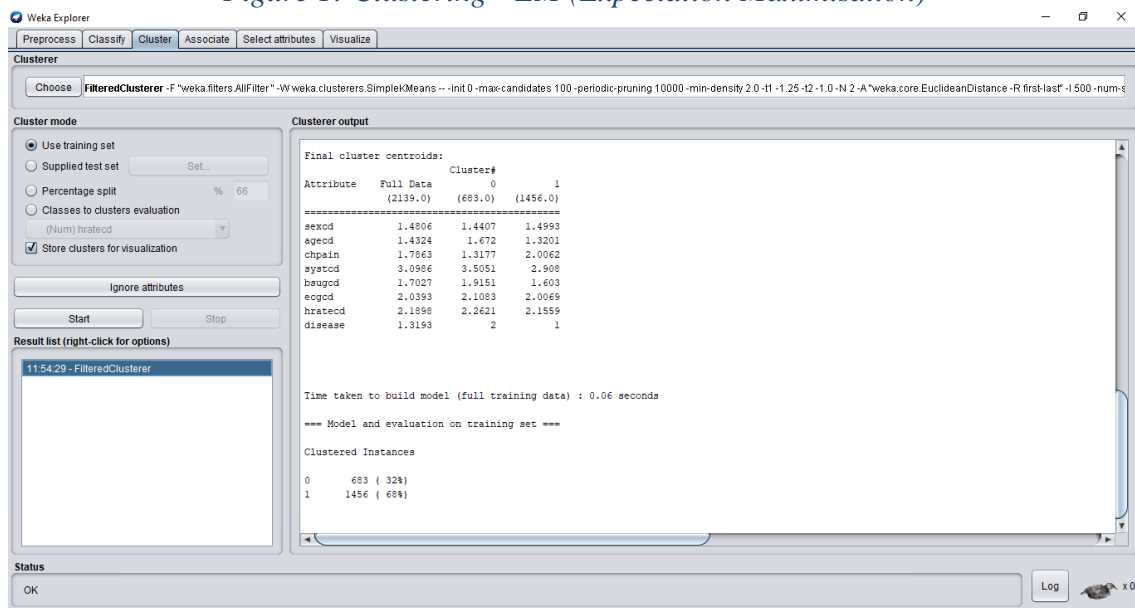 Figure 1: Clustering - EM (Expectation Maximisation)
Weka Explorer
Preprocess Classify Cluster Associate Select attributes Visualize
Clusterer
Choose FilteredClusterer -F "weka.filters.AllFilter" -W weka.clusterers.SimpleKMeans -- -init 0 -max-candidates 100 -periodic-pruning 10000 -min-density 2.0 -t1 -1.25 -t2 -1.0 -N 2 -A "weka.core.EuclideanDistance -R first-last" -I 500 -num-s
Cluster mode
Use training set
Supplied test set Set...
Percentage split % 66
Classes to clusters evaluation
(Num) hratecd
Store clusters for visualization
Ignore attributes
Start Stop
Result list (right-click for options)
11:54:29 - FilteredClusterer
Clusterer output
Final cluster centroids:
Cluster#
Attribute Full Data 0 1
(2139.0) (683.0) (1456.0)
==========================================
sexcd 1.4806 1.4407 1.4993
agecd 1.4324 1.672 1.3201
chpain 1.7863 1.3177 2.0062
systcd 3.0986 3.5051 2.908
bsugcd 1.7027 1.9151 1.603
ecgcd 2.0393 2.1083 2.0069
hratecd 2.1898 2.2621 2.1559
disease 1.3193 2 1
Time taken to build model (full training data) : 0.06 seconds
=== Model and evaluation on training set ===
Clustered Instances
0 683 ( 32%)
1 1456 ( 68%)
Status
OK
Log x 0